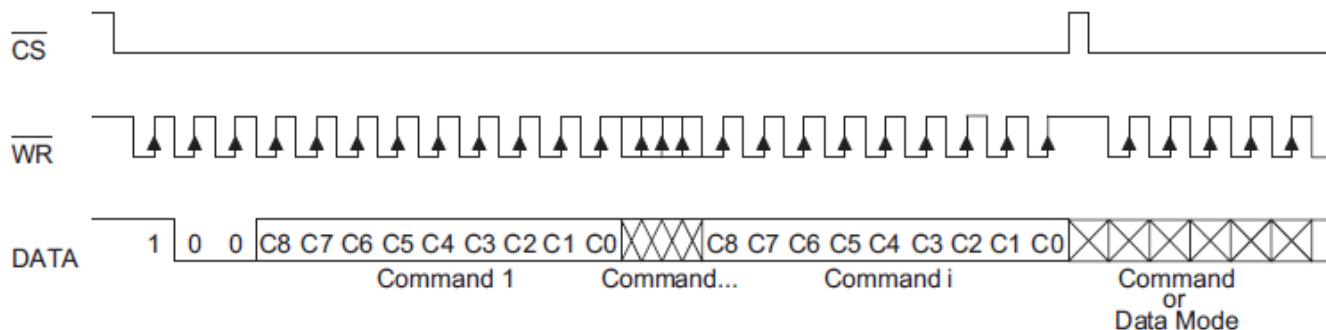 CS
WR
DATA
1 0 0 C8 C7 C6 C5 C4 C3 C2 C1 C0 C8 C7 C6 C5 C4 C3 C2 C1 C0
Command 1 Command... Command i Command
or
Data Mode